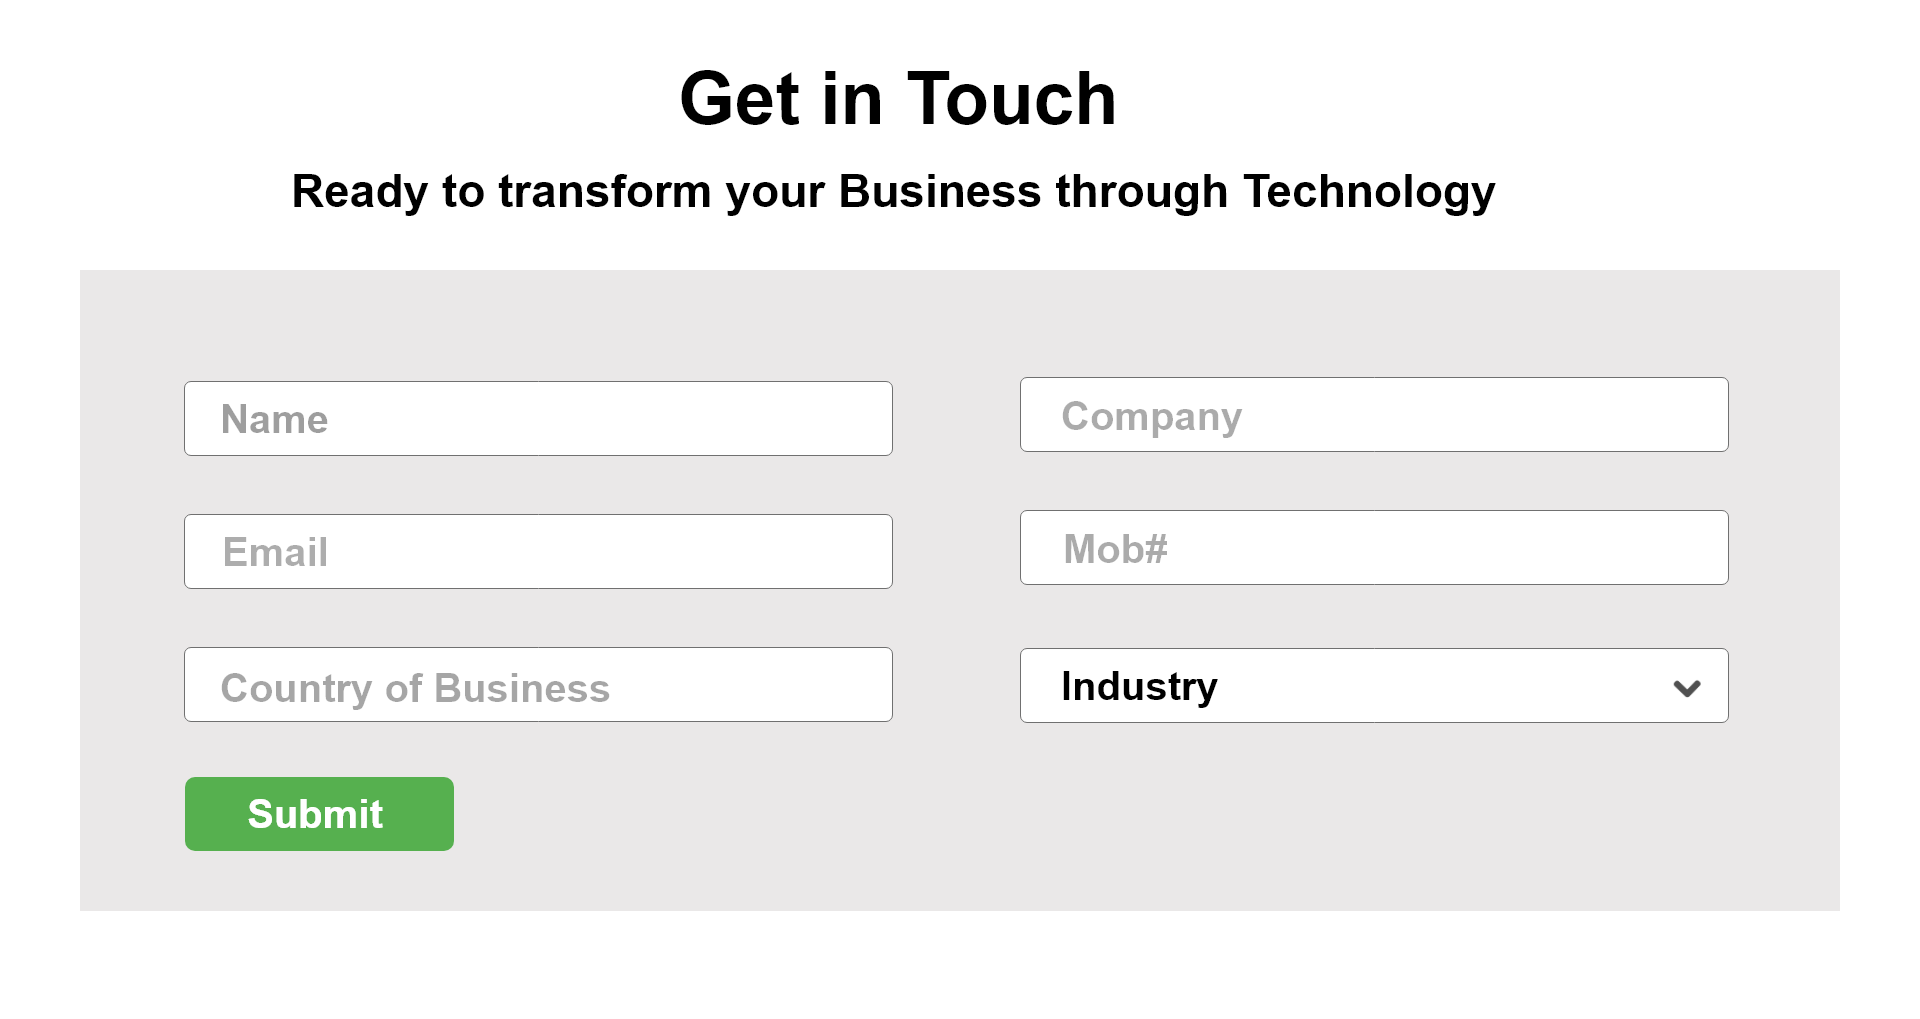 Get in Touch
Ready to transform your Business through Technology
Name
Company
Email
Mob#
Country of Business
Industry
Submit